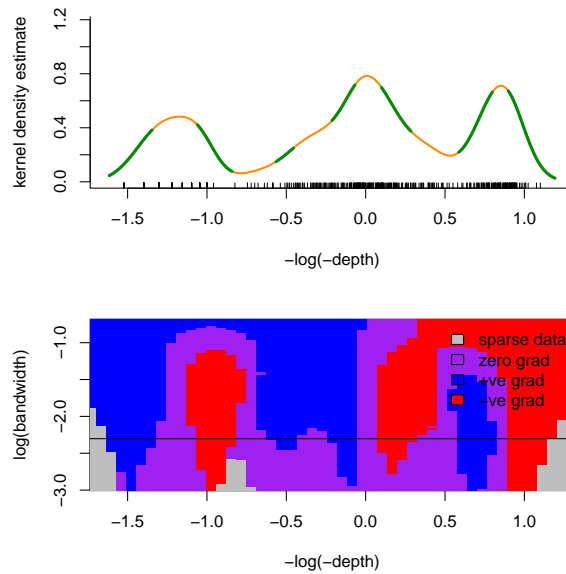 kernel density estimate
1.2
0.8
0.4
0.0
−1.5 −1.0 −0.5 0.0 0.5 1.0
−log(−depth)
log(bandwidth)
−1.0
−2.0
−3.0
sparse data
zero grad
+ve grad
−ve grad
−1.5 −1.0 −0.5 0.0 0.5 1.0
−log(−depth)